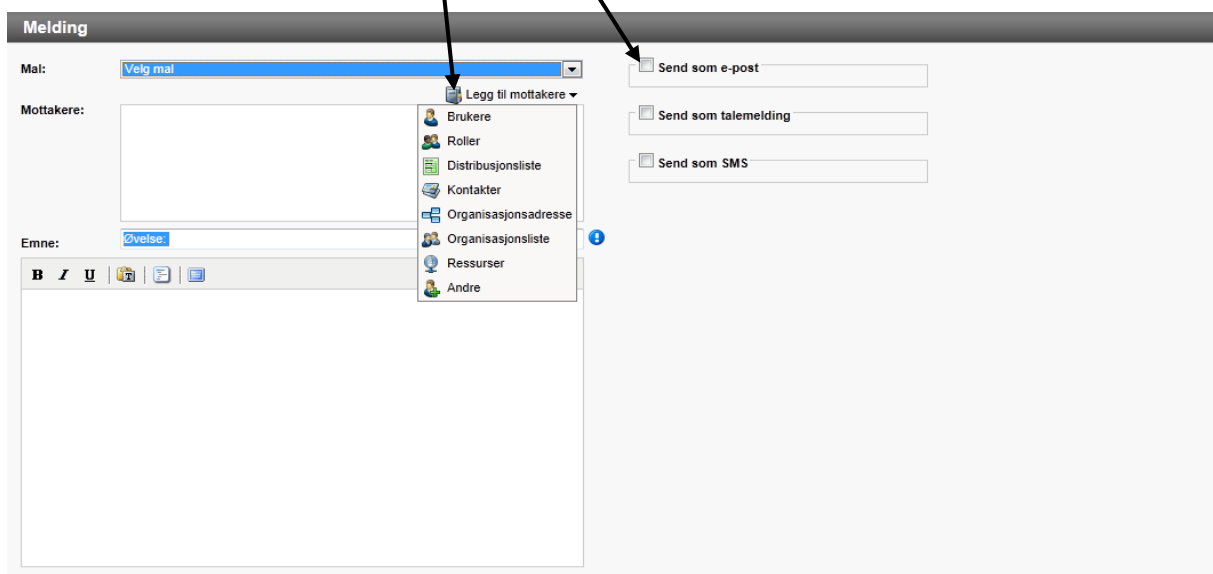 Melding
Mal:
Velg mal
Send som e-post
Legg til mottakere
Mottakere:
Brukere
Send som talemelding
Roller
Distribusjonsliste
Send som SMS
Kontakter
Organisasjonsadresse
Emne:
Øvelse:
Organisasjonsliste
Ressurser
B I U
Andre